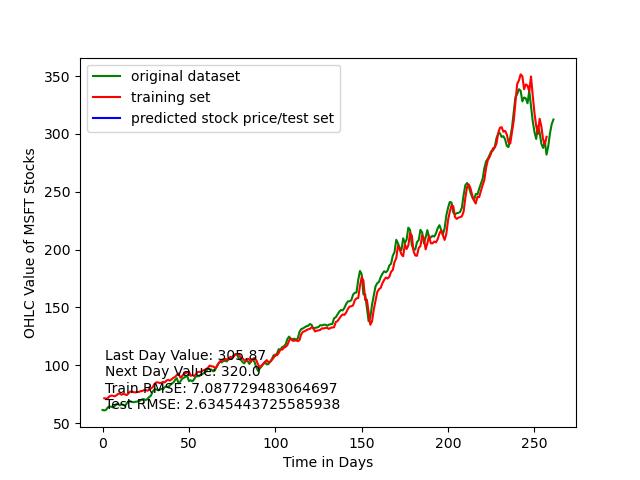 original dataset
training set
predicted stock price/test set
OHLC Value of MSFT Stocks
350
300
250
200
150
100
50
Last Day Value: 305.87
Next Day Value: 320.0
Train RMSE: 7.087729483064697
Test RMSE: 2.6345443725585938
0 50 100 150 200 250
Time in Days